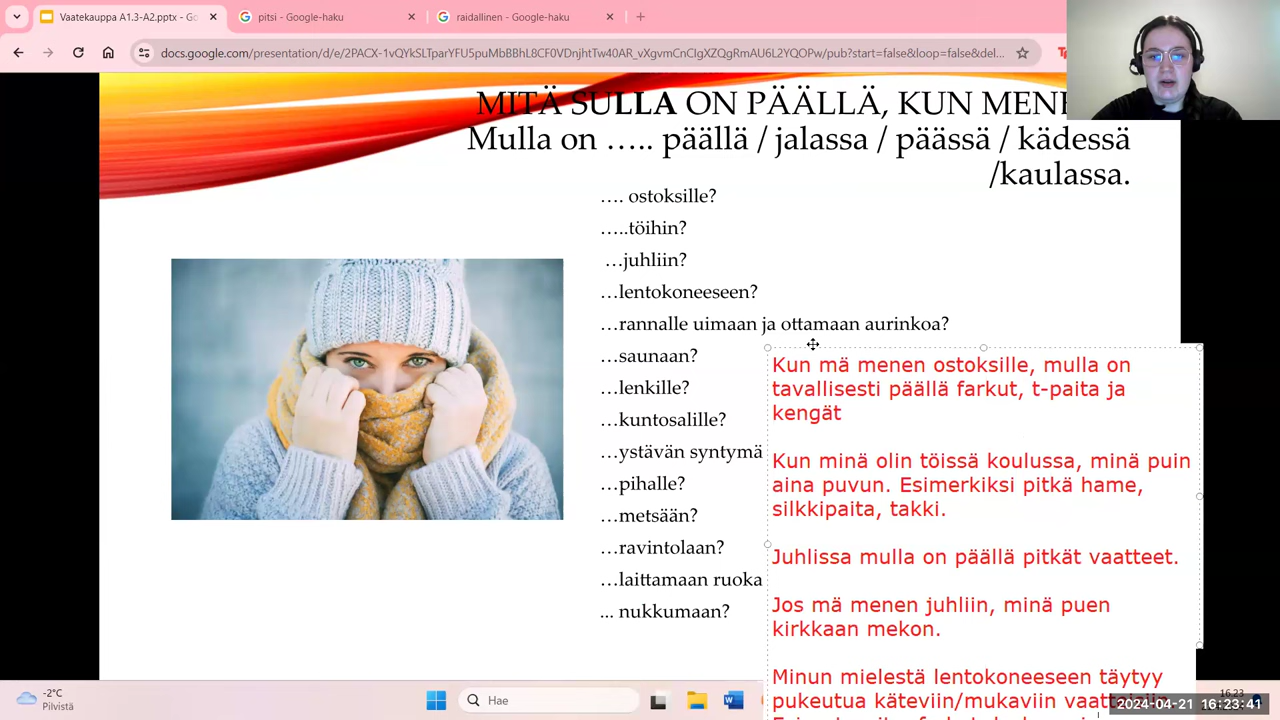 Vaatekauppa A1.3-A2.pptx - Go
pitsi - Google-haku
raidallinen - Google-haku
docs.google.com/presentation/d/e/2PACX-1vQYkSLTparYFU5puMbBBhL8CF0VDnjhtTw40AR_vXgvmCnCIgXZQgRmAU6L2YQOPw/pub?start=false&loop=false&del...
MITÄ SULLA ON PÄÄLLÄ, KUN MENE
Mulla on ….. päällä / jalassa / päässä / kädessä
/kaulassa.
…. ostoksille?
…..töihin?
…juhliin?
…lentokoneeseen?
…rannalle uimaan ja ottamaan aurinkoa?
…saunaan?
…lenkille?
…kuntosalille?
…ystävän syntymä
…pihalle?
…metsään?
…ravintolaan?
…laittamaan ruoka
... nukkumaan?
Kun mä menen ostoksille, mulla on
tavallisesti päällä farkut, t-paita ja
kengät
Kun minä olin töissä koulussa, minä puin
aina puvun. Esimerkiksi pitkä hame,
silkkipaita, takki.
Juhlissa mulla on päällä pitkät vaatteet.
Jos mä menen juhliin, minä puen
kirkkaan mekon.
Minun mielestä lentokoneeseen täytyy
pukeutua käteviin/mukaviin
-2°C
Pilvistä
Hae
16.23
2024-04-21 16:23:41